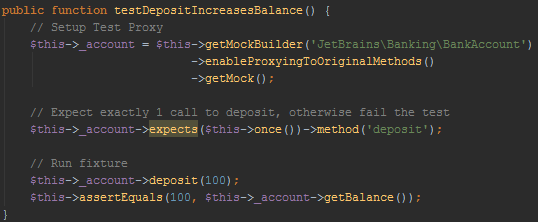 public function testDepositIncreasesBalance() {
// Setup Test Proxy
$this->_account = $this->getMockBuilder('JetBrains\Banking\BankAccount')
->enableProxyingToOriginalMethods()
->getMock();
// Expect exactly 1 call to deposit, otherwise fail the test
$this->_account->expects($this->once())->method('deposit');
// Run fixture
$this->_account->deposit(100);
$this->assertEquals(100, $this->_account->getBalance());
}